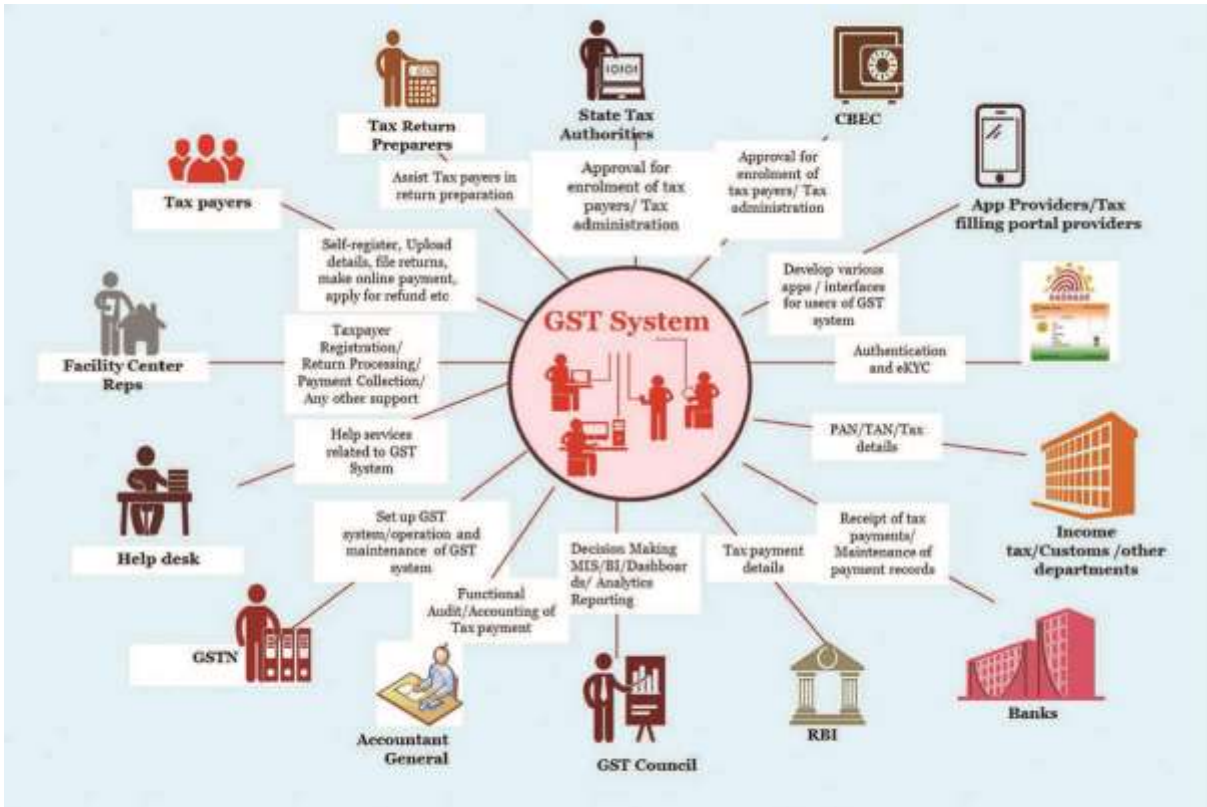 Tax Return
Preparers
State Tax
Authorities
CBEC
Tax payers
Assist Tax payers in
return preparation
Approval for
enrolment of tax
payers/ Tax
administration
Approval for
enrolment of
tax payers/ Tax
administration
App Providers/Tax
filling portal providers
Self-register, Upload
details, file returns,
make online payment,
apply for refund etc
Develop various
apps / interfaces
for users of GST
system
GST System
Facility Center
Reps
Taxpayer
Registration/
Return Processing/
Payment Collection/
Any other support
Authentication
and eKYC
Help services
related to GST
System
PAN/TAN/Tax
details
Help desk
Set up GST
system/operation and
maintenance of GST
system
Decision Making
MIS/BI/Dashboar
ds/ Analytics
Reporting
Tax payment
details
Receipt of tax
payments/
Maintenance of
payment records
Income
tax/Customs /other
departments
Functional
Audit/Accounting of
Tax payment
GSTN
Accountant
General
GST Council
RBI
Banks